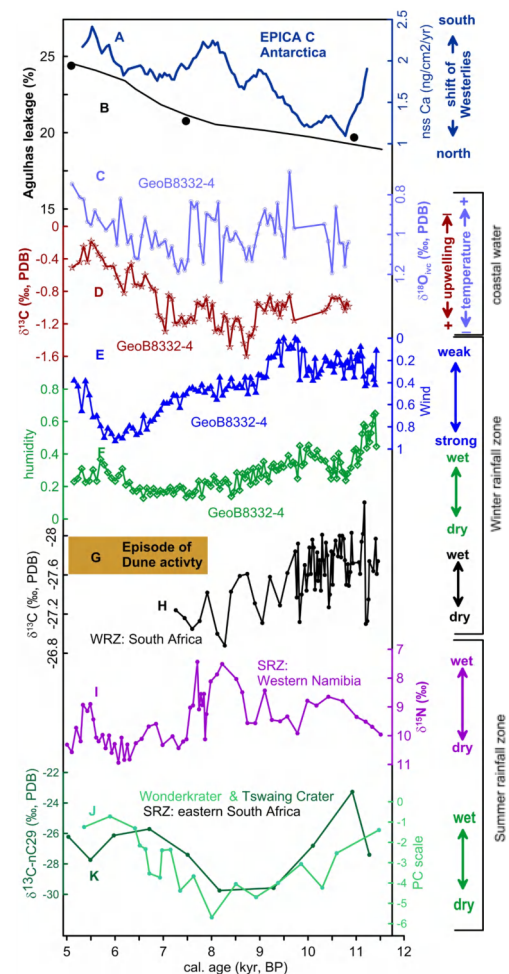 A
EPICA C
Antarctica
2.5
2
1.5
1
nss Ca (ng/cm2/yr)
south
shift of
Westerlies
north
25
20
15
Agulhas leakage (%)
B
C
GeoB8332-4
0.8
1
1.2
δ18Olvc (‰, PDB)
0
-0.4
-0.8
-1.2
-1.6
δ13C (‰, PDB)
D
GeoB8332-4
+ upwelling −
− temperature +
coastal water
E
GeoB8332-4
0
0.2
0.4
0.6
0.8
1
Wind
weak
strong
0.8
0.6
0.4
0.2
0
humidity
F
GeoB8332-4
wet
dry
Winter rainfall zone
G
Episode of
Dune activty
-28
-27.6
-27.2
-26.8
δ13C (‰, PDB)
H
WRZ: South Africa
wet
dry
I
SRZ:
Western Namibia
7
8
9
10
11
δ15N (‰)
wet
dry
Summer rainfall zone
-22
-24
-26
-28
-30
δ13C-nC29 (‰, PDB)
J
Wonderkrater & Tswaing Crater
SRZ: eastern South Africa
K
0
-1
-2
-3
-4
-5
-6
PC scale
wet
dry
5 6 7 8 9 10 11 12
cal. age (kyr, BP)